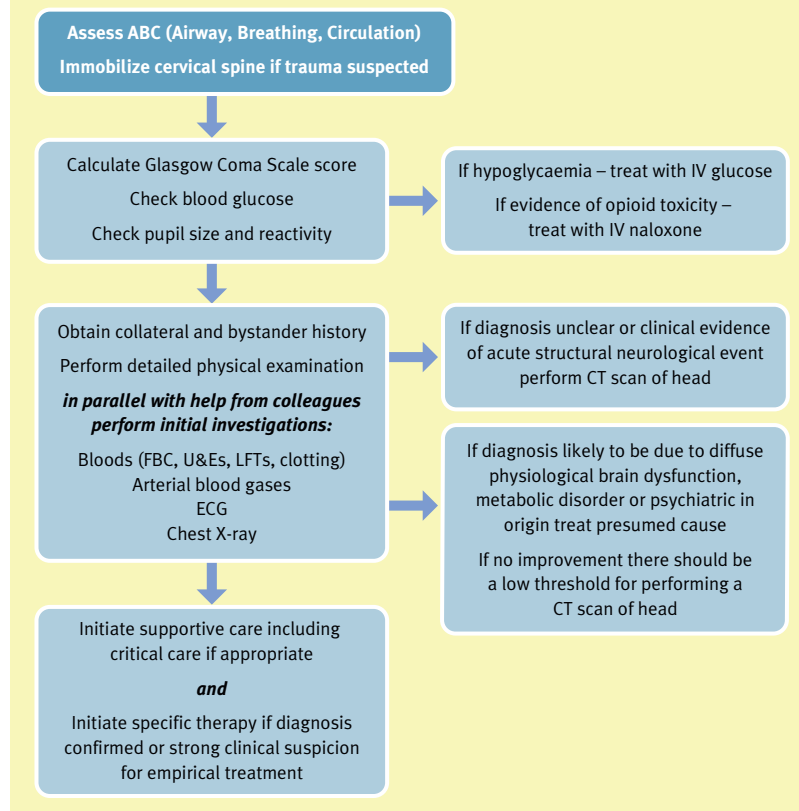 Assess ABC (Airway, Breathing, Circulation)
Immobilize cervical spine if trauma suspected
Calculate Glasgow Coma Scale score
Check blood glucose
Check pupil size and reactivity
If hypoglycaemia – treat with IV glucose
If evidence of opioid toxicity –
treat with IV naloxone
Obtain collateral and bystander history
Perform detailed physical examination
in parallel with help from colleagues
perform initial investigations:
Bloods (FBC, U&Es, LFTs, clotting)
Arterial blood gases
ECG
Chest X-ray
If diagnosis unclear or clinical evidence
of acute structural neurological event
perform CT scan of head
If diagnosis likely to be due to diffuse
physiological brain dysfunction,
metabolic disorder or psychiatric in
origin treat presumed cause
If no improvement there should be
a low threshold for performing a
CT scan of head
Initiate supportive care including
critical care if appropriate
and
Initiate specific therapy if diagnosis
confirmed or strong clinical suspicion
for empirical treatment